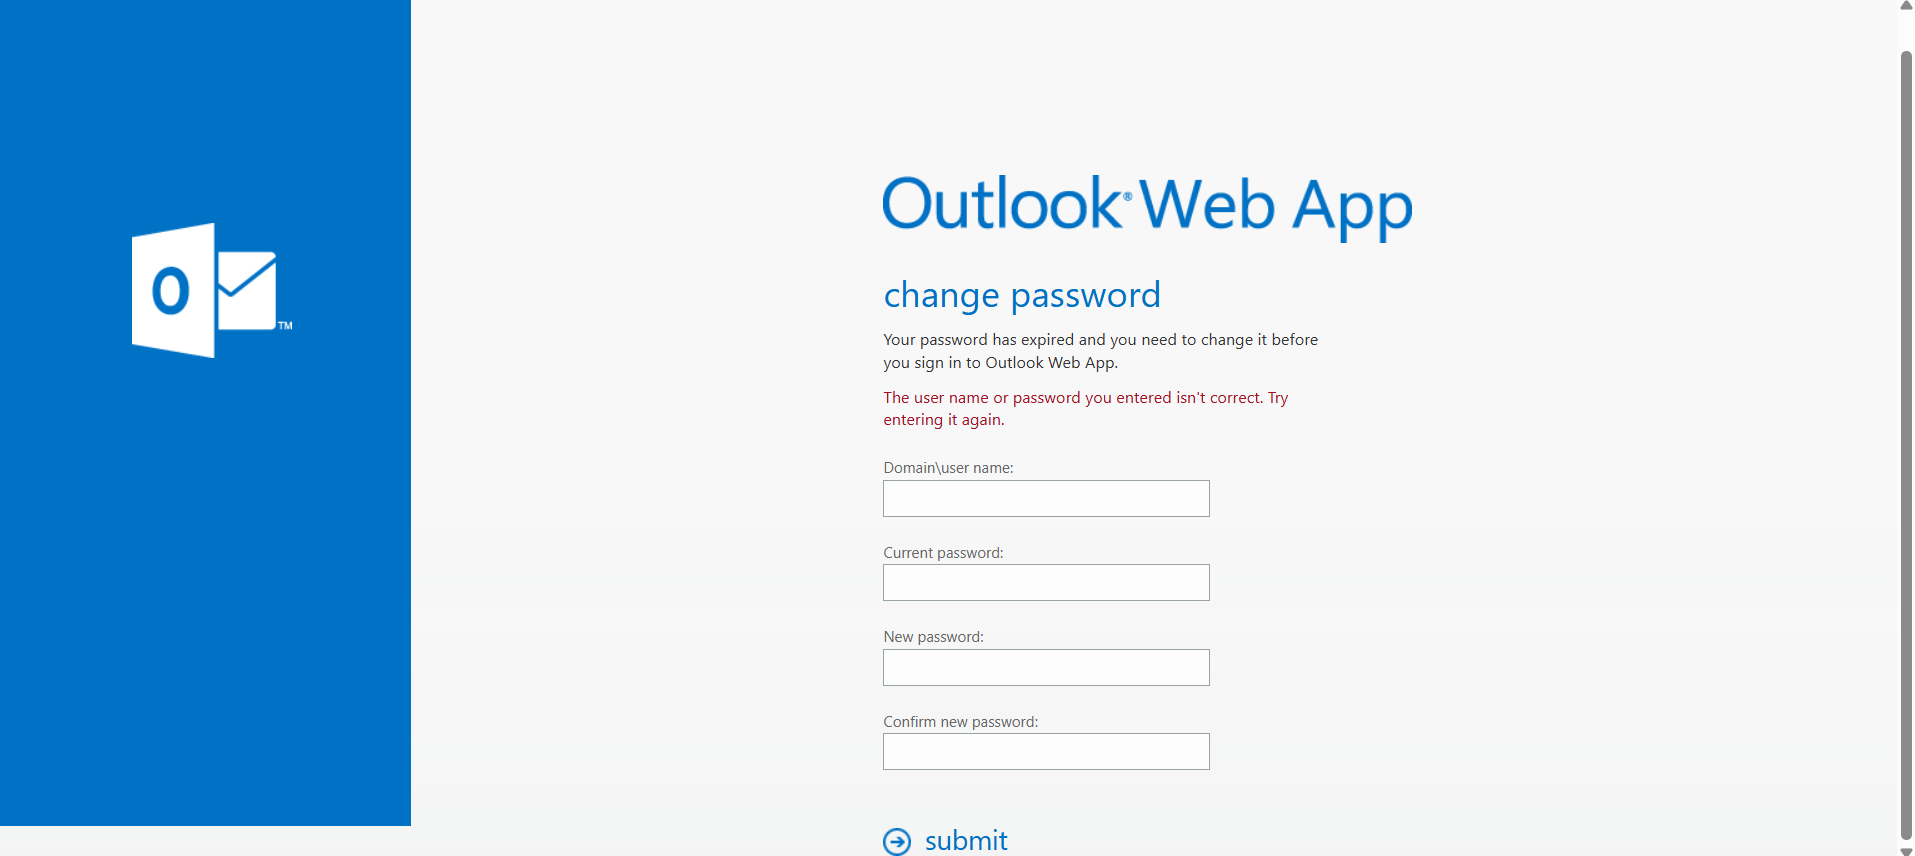 O
TM
Outlook® Web App
change password
Your password has expired and you need to change it before
you sign in to Outlook Web App.
The user name or password you entered isn't correct. Try
entering it again.
Domain\user name:
Current password:
New password:
Confirm new password:
submit